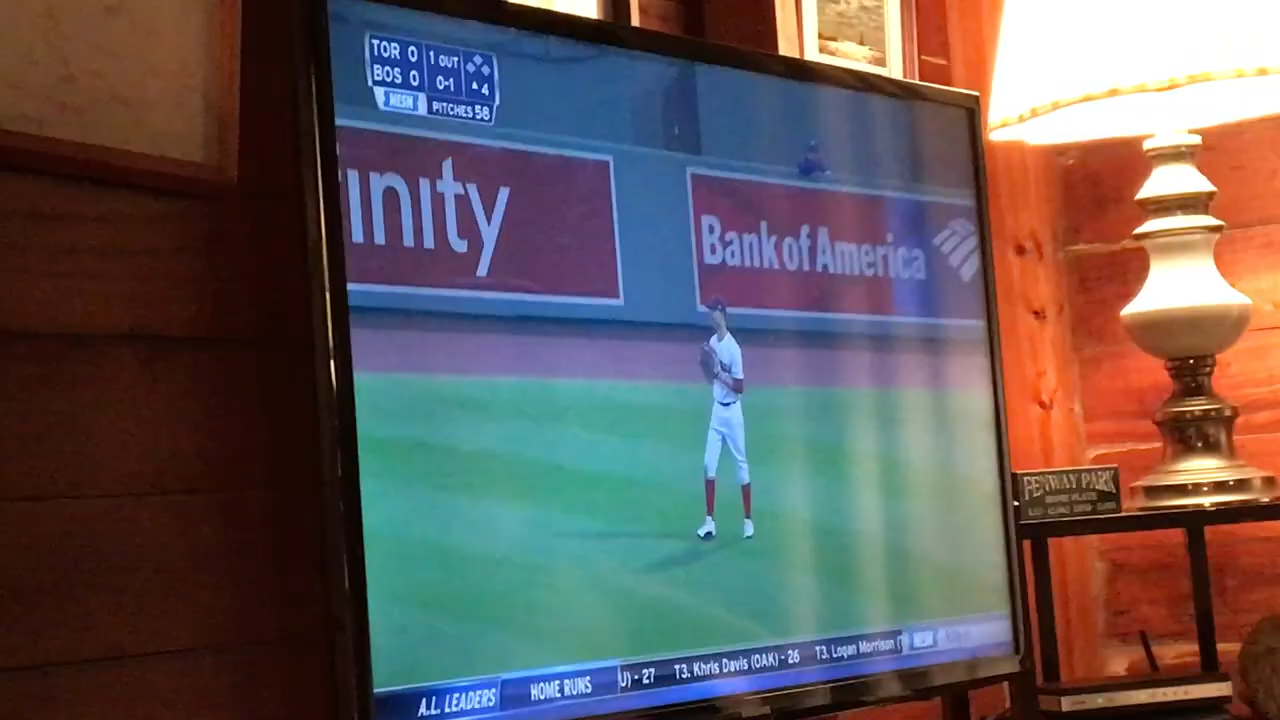 TOR 0
BOS 0
1 OUT
0-1
4
NESN
PITCHES 58
inity
Bank of America
FENWAY PARK
A.L. LEADERS
HOME RUNS
U) - 27 T3. Khris Davis (OAK) - 26 T3. Logan Morrison (T
NESN